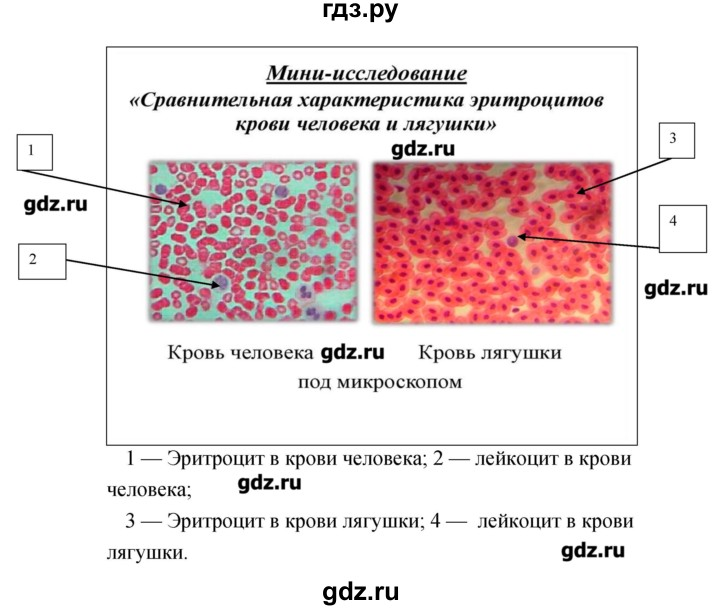 гдз.ру
Мини-исследование
«Сравнительная характеристика эритроцитов
крови человека и лягушки»
gdz.ru
1
3
gdz.ru
4
2
gdz.ru
Кровь человека gdz.ru Кровь лягушки
под микроскопом
1 — Эритроцит в крови человека; 2 — лейкоцит в крови
человека; gdz.ru
3 — Эритроцит в крови лягушки; 4 — лейкоцит в крови
лягушки. gdz.ru
gdz.ru